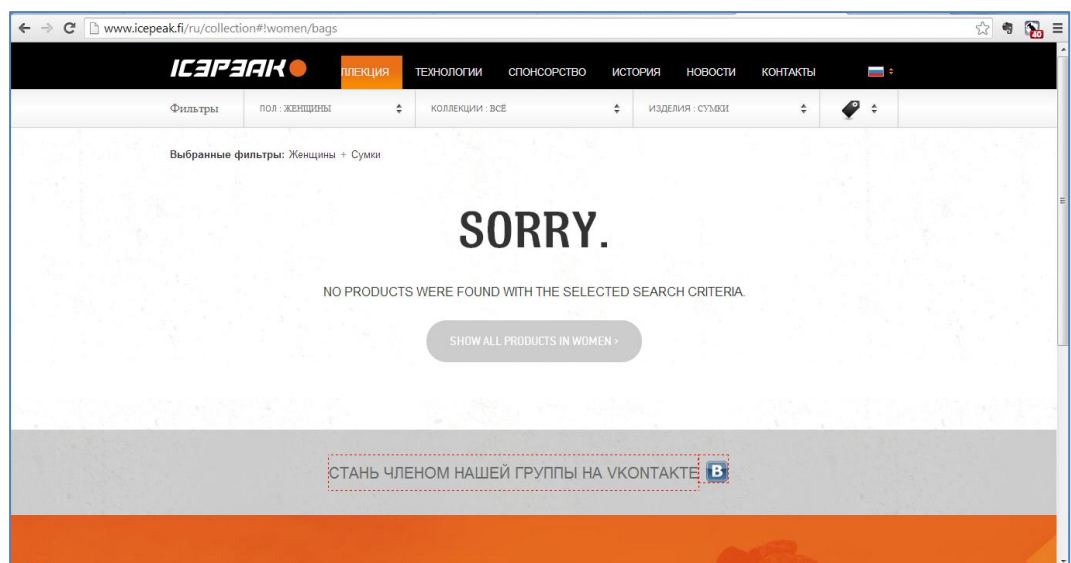 www.icepeak.fi/ru/collection#!women/bags
40
ICEPEAK
ЛЛЕКЦИЯ ТЕХНОЛОГИИ СПОНСОРСТВО ИСТОРИЯ НОВОСТИ КОНТАКТЫ
Фильтры ПОЛ : ЖЕНЩИНЫ КОЛЛЕКЦИИ : ВСЁ ИЗДЕЛИЯ : СУМКИ
Выбранные фильтры: Женщины + Сумки
SORRY.
NO PRODUCTS WERE FOUND WITH THE SELECTED SEARCH CRITERIA.
SHOW ALL PRODUCTS IN WOMEN >
СТАНЬ ЧЛЕНОМ НАШЕЙ ГРУППЫ НА VKONTAKTE B